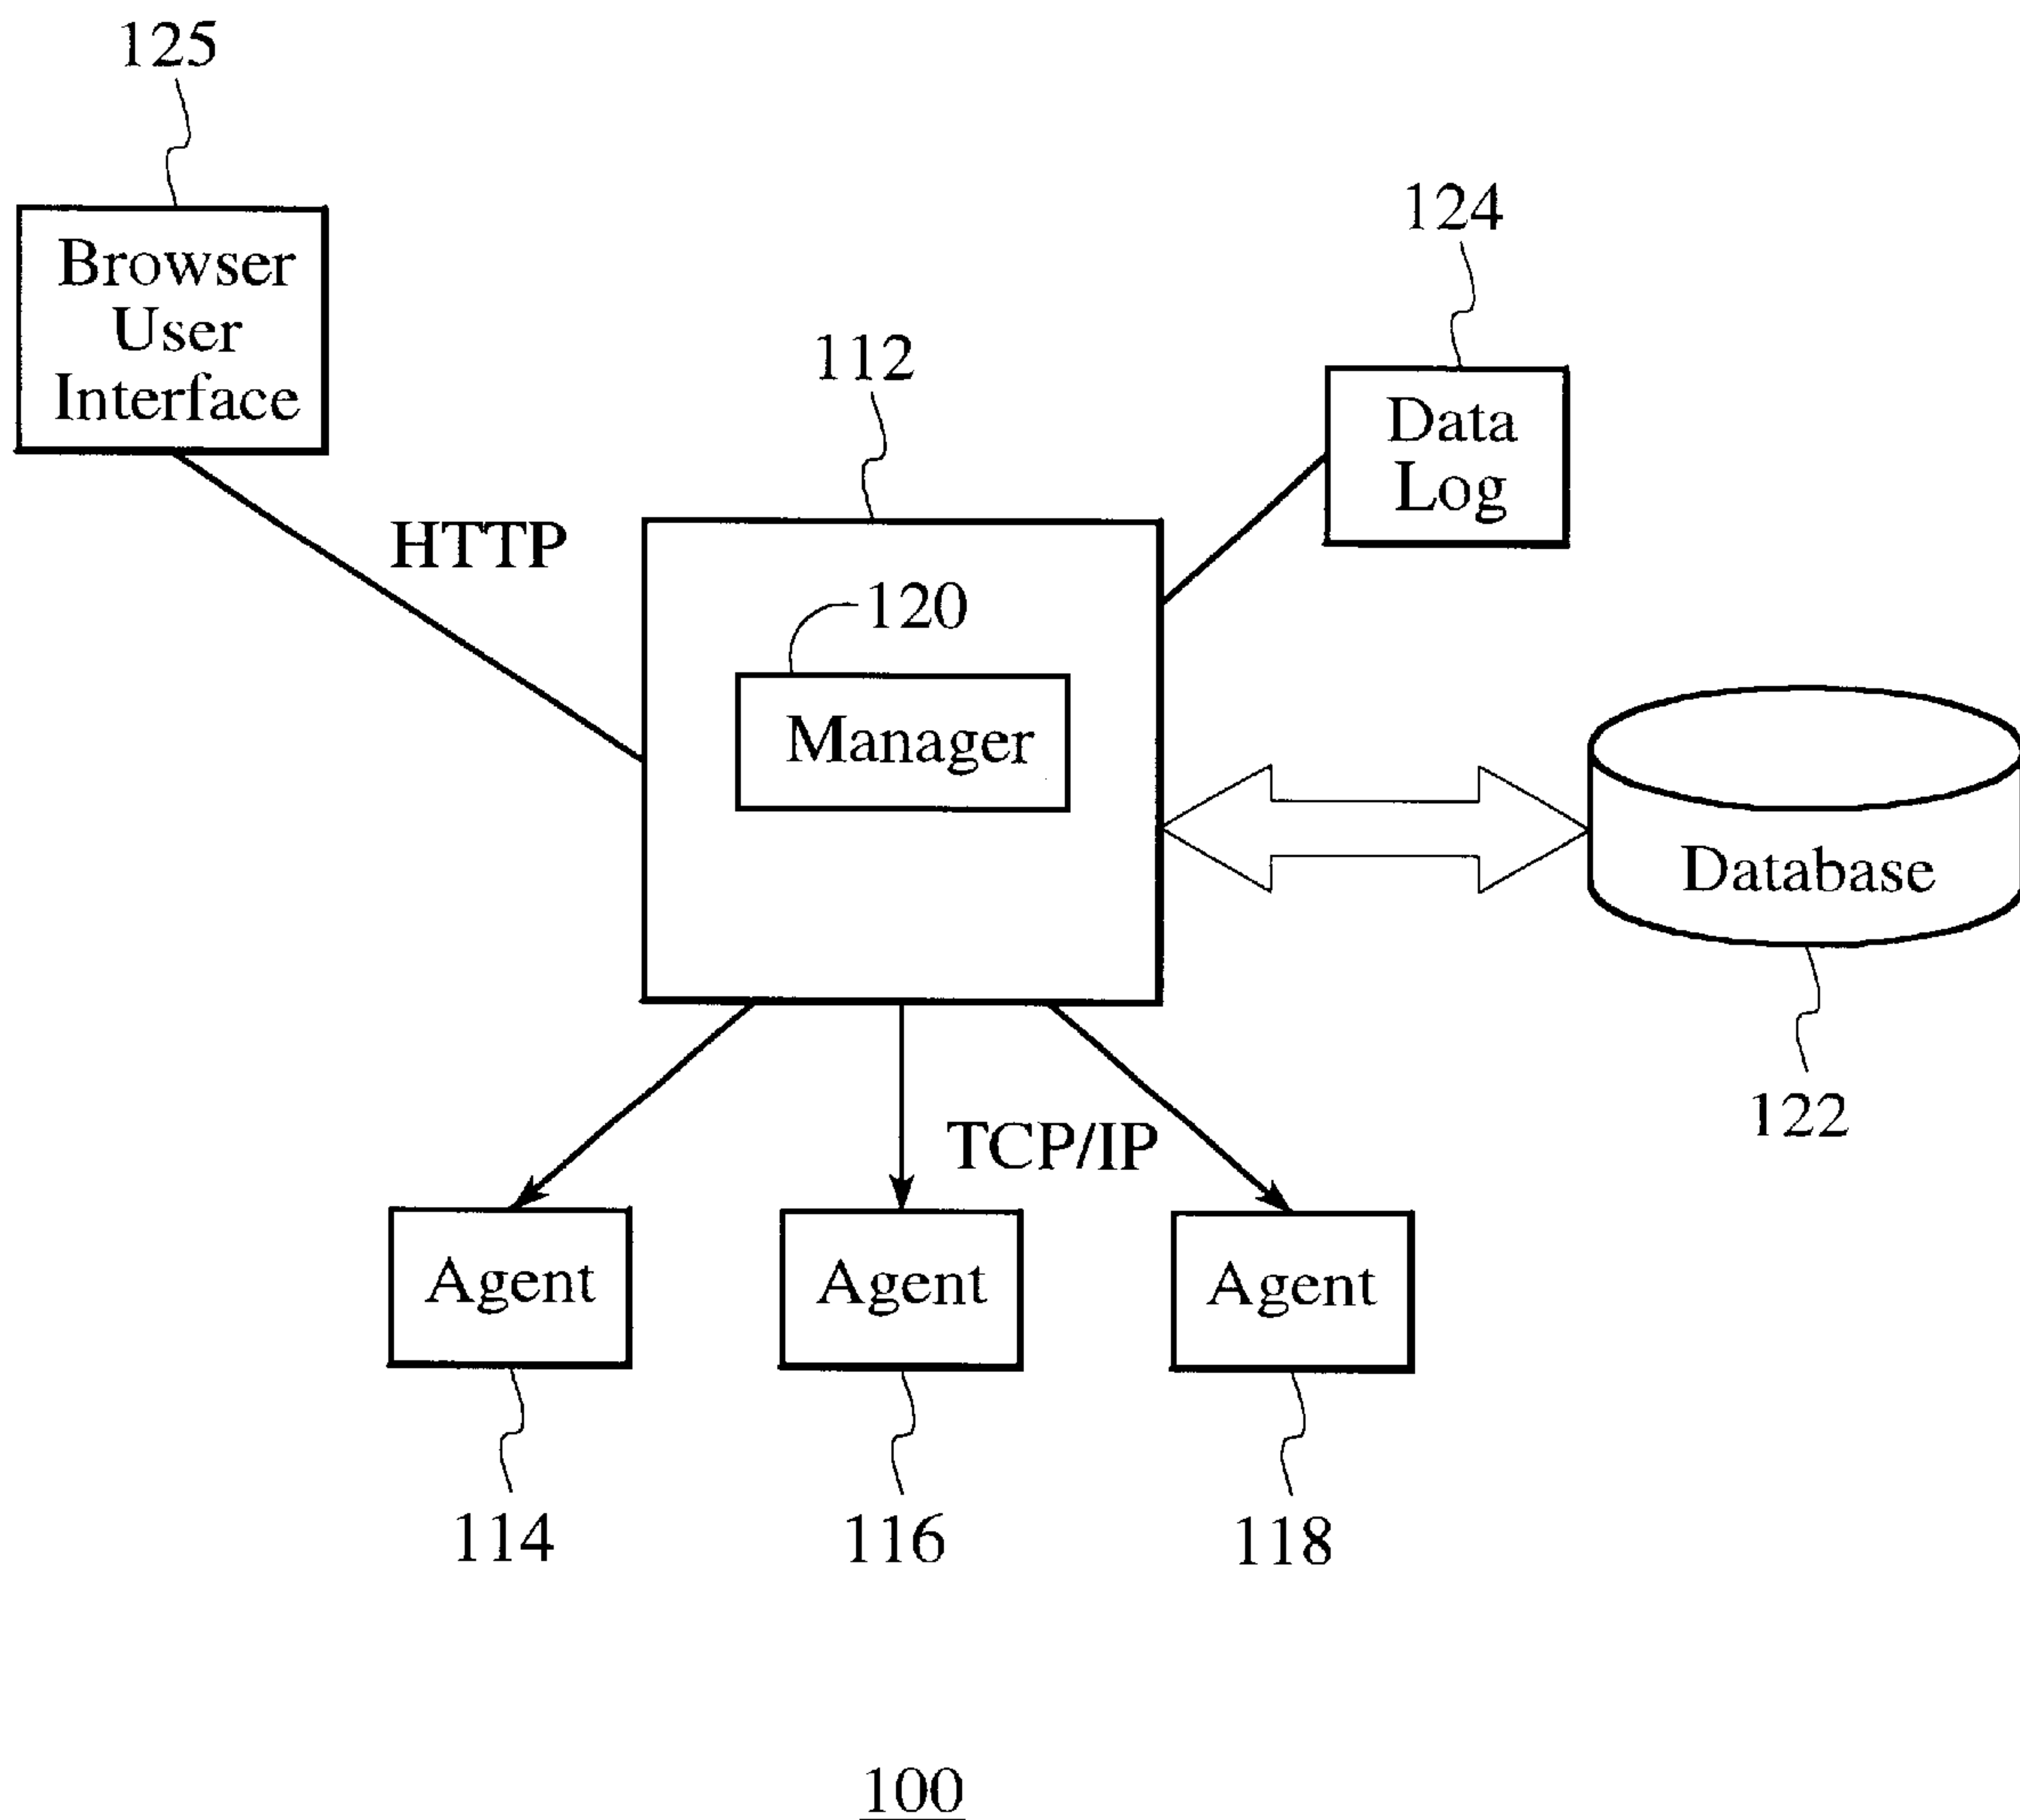 125
Browser
User
Interface
124
Data
Log
112
HTTP
120
Manager
Database
122
TCP/IP
Agent
Agent
Agent
114
116
118
100